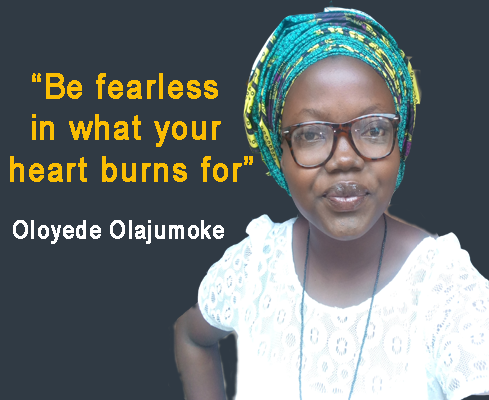 “Be fearless
in what your
heart burns for”
Oloyede Olajumoke